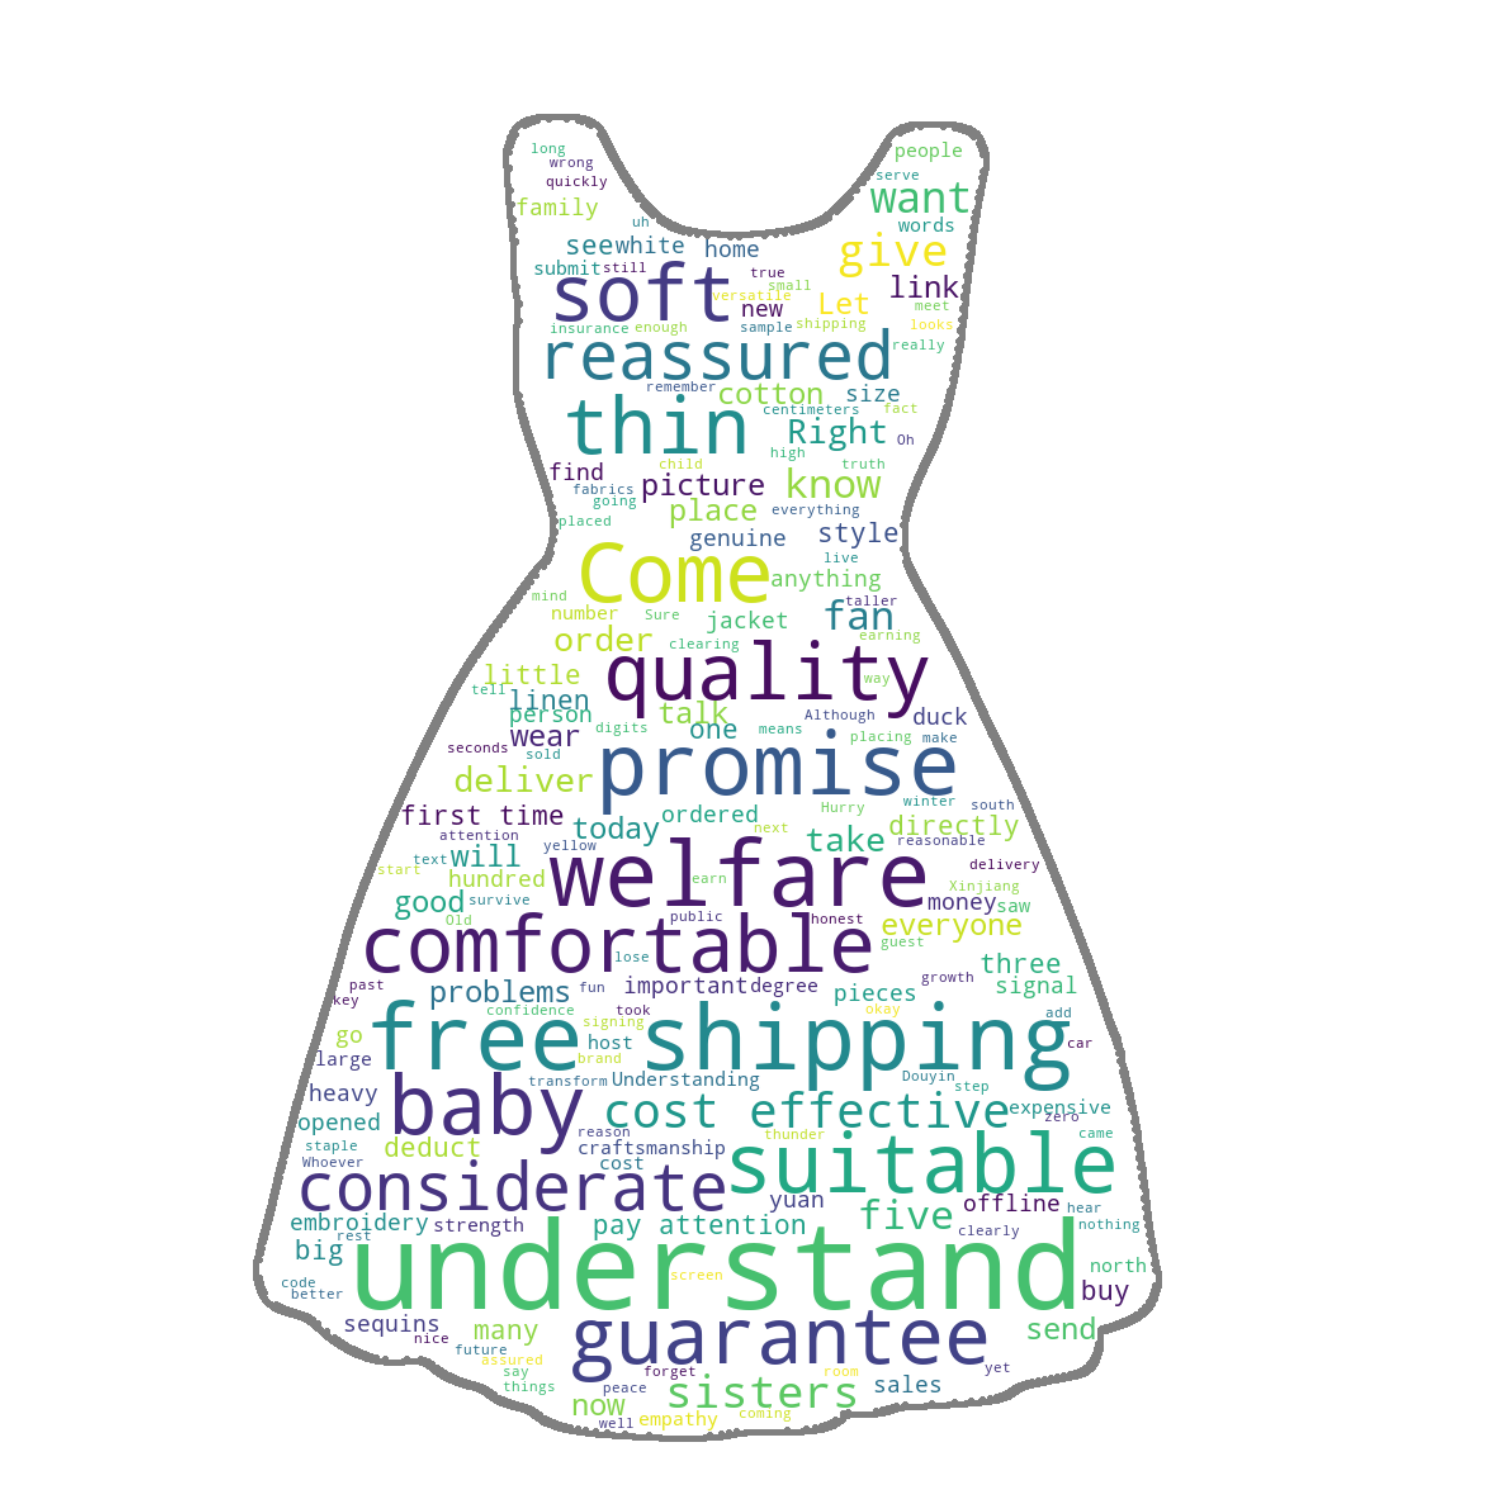 long
wrong
people
quickly
serve
family
want
uh
words
see white home
give
submit still
true
soft
small
link
versatile
Let
new
meet
insurance enough
sample shipping
looks
reassured
really
remember
cotton
size
centimeters
fact
thin
Right
Oh
high
child
truth
find
picture
know
fabrics
going
place
everything
placed
genuine
style
live
Come
anything
mind
taller
number
Sure
jacket
fan
order
clearing
earning
quality
little
way
tell
linen
person
talk
Although
duck
digits
one
means
wear
placing
make
seconds
sold
promise
deliver
winter
south
first time
ordered
Hurry
today
next
directly
attention
take
reasonable
yellow
text
will
welfare
delivery
start
hundred
earn
Xinjiang
good
survive
money
saw
Old
public
honest
everyone
comfortable
guest
lose
three
growth
past
problems
fun
important
degree
signal
key
pieces
confidence
took
okay
add
signing
free shipping
go
host
car
large
brand
transform
Understanding
Douyin
step
heavy
baby
cost effective
expensive
zero
opened
reason
thunder
came
staple
deduct
craftsmanship
Whoever
cost
suitable
considerate
yuan
offline
hear
embroidery
strength
pay attention
five
nothing
rest
clearly
big
understand
north
screen
code
buy
better
sequins
many
guarantee
send
nice
future
assured
yet
say
forget
room
things
peace
sisters
sales
now
well
empathy
coming